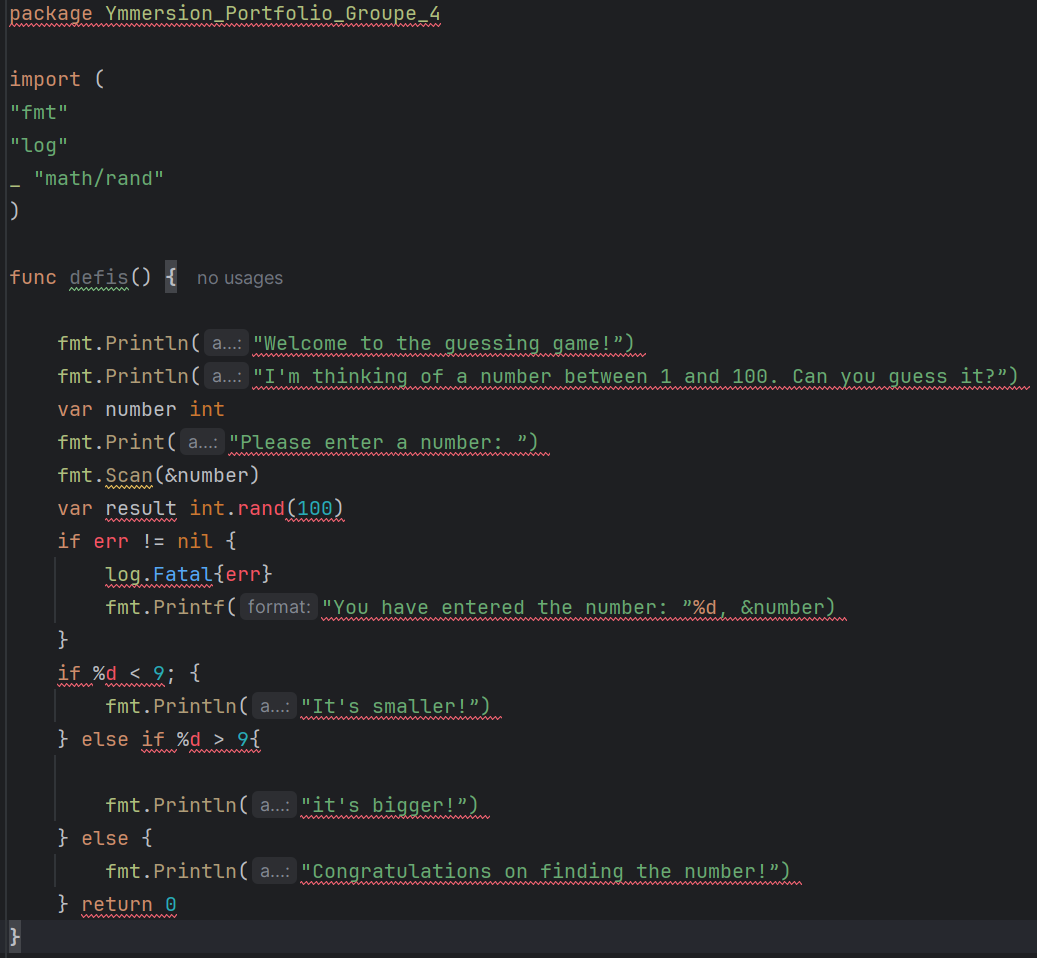 package Ymmersion_Portfolio_Groupe_4
import (
"fmt"
"log"
_ "math/rand"
)
func defis() { no usages
fmt.Println( a...: "Welcome to the guessing game!”)
fmt.Println( a...: "I'm thinking of a number between 1 and 100. Can you guess it?”)
var number int
fmt.Print( a...: "Please enter a number: ”)
fmt.Scan(&number)
var result int.rand(100)
if err != nil {
log.Fatal{err}
fmt.Printf( format: "You have entered the number: ”%d, &number)
}
if %d < 9; {
fmt.Println( a...: "It's smaller!”)
} else if %d > 9{
fmt.Println( a...: "it's bigger!”)
} else {
fmt.Println( a...: "Congratulations on finding the number!”)
} return 0
}